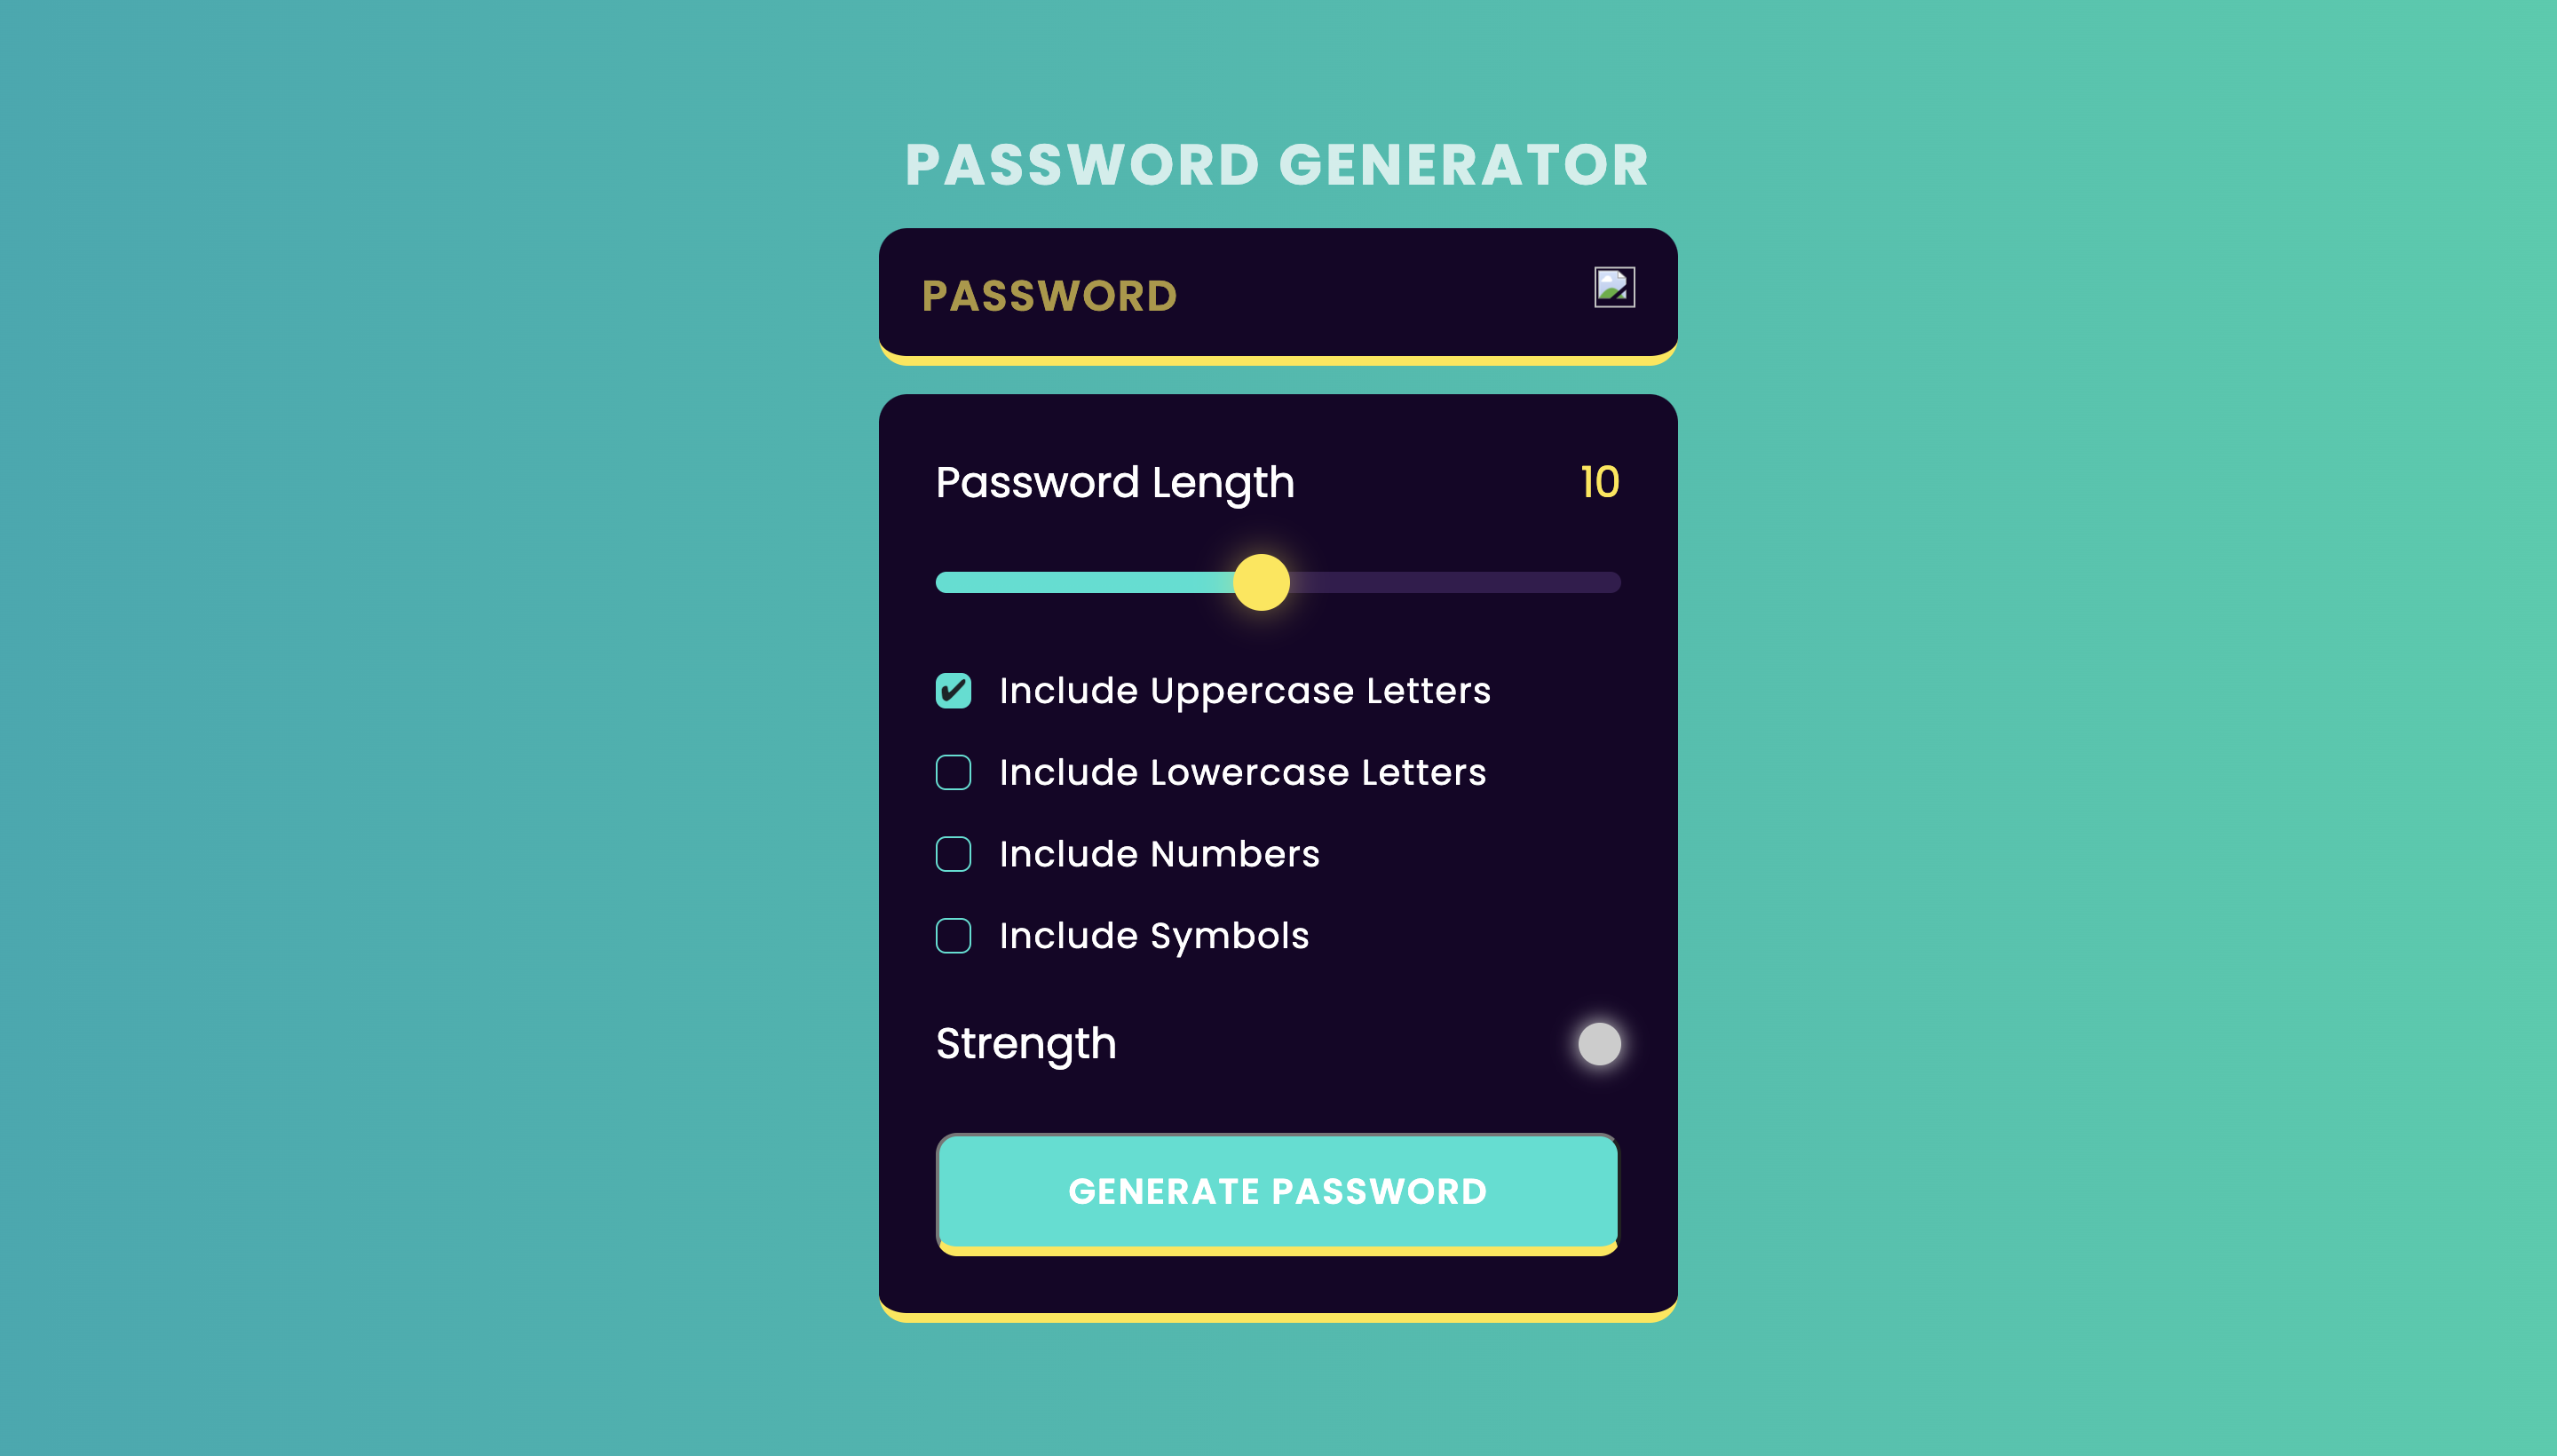 PASSWORD GENERATOR
PASSWORD
Password Length 10
Include Uppercase Letters
Include Lowercase Letters
Include Numbers
Include Symbols
Strength
GENERATE PASSWORD